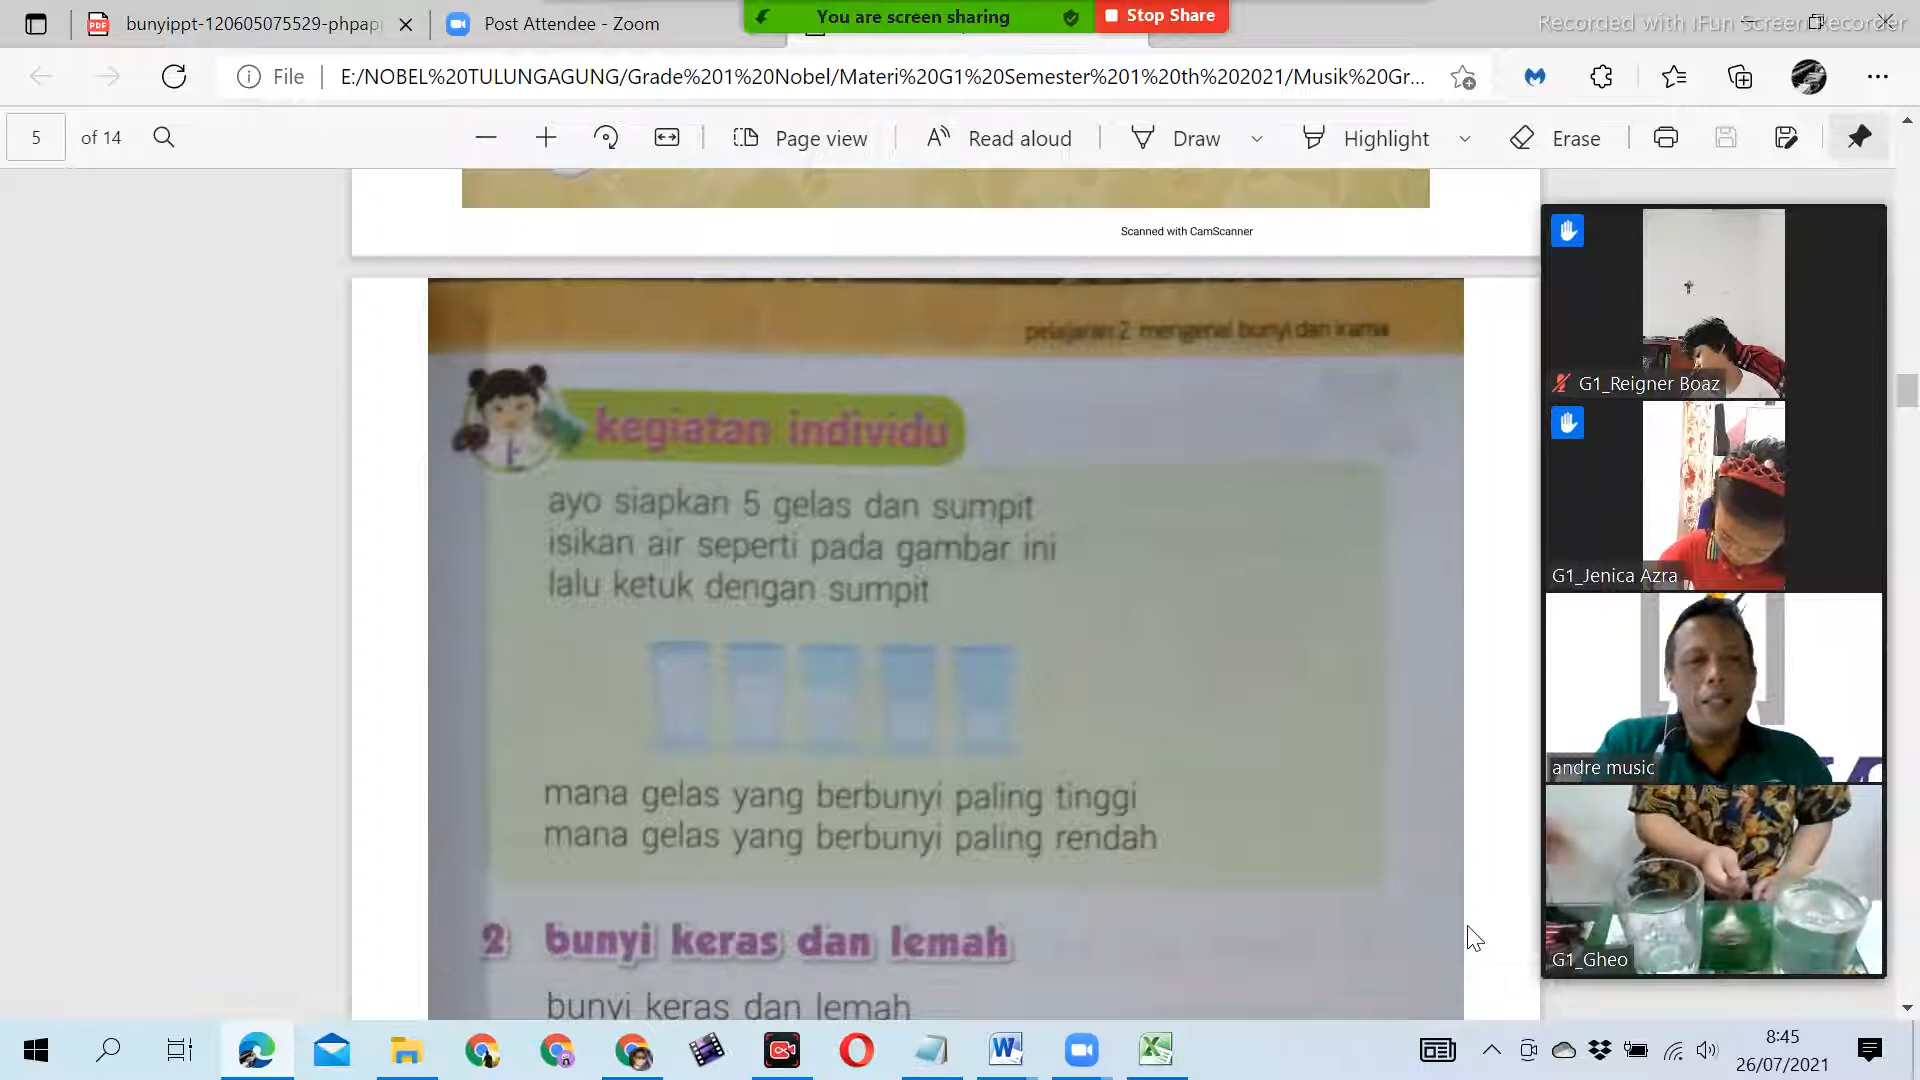 bunyippt-120605075529-phpapp
Post Attendee - Zoom
You are screen sharing
Stop Share
Recorded with iFun Screen Recorder
File
E:/NOBEL%20TULUNGAGUNG/Grade%201%20Nobel/Materi%20G1%20Semester%201%20th%202021/Musik%20Gr...
5
of 14
Page view
Read aloud
Draw
Highlight
Erase
Scanned with CamScanner
pelajaran 2 mengenal bunyi dan irama
kegiatan individu
ayo siapkan 5 gelas dan sumpit
isikan air seperti pada gambar ini
lalu ketuk dengan sumpit
mana gelas yang berbunyi paling tinggi
mana gelas yang berbunyi paling rendah
2 bunyi keras dan lemah
bunyi keras dan lemah
G1_Reigner Boaz
G1_Jenica Azra
andre music
G1_Gheo
8:45
26/07/2021